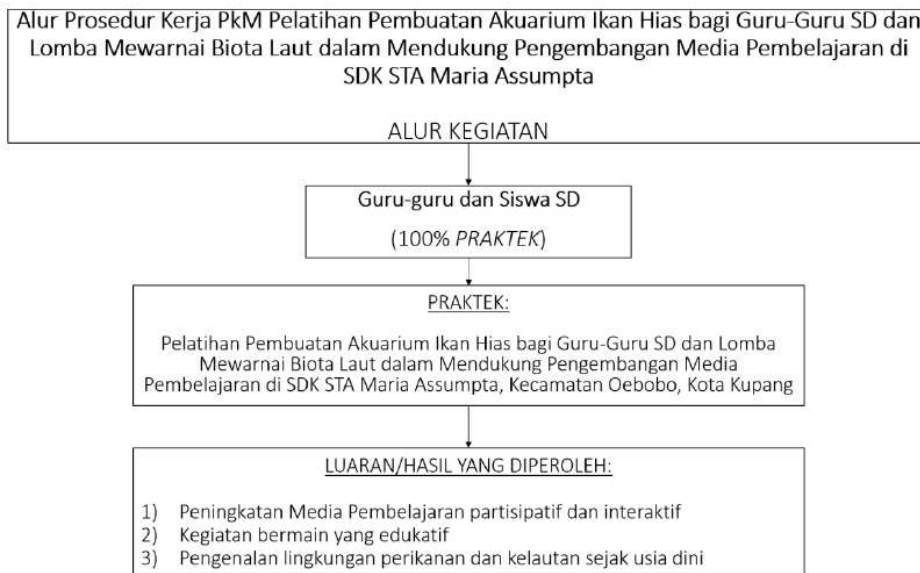 Alur Prosedur Kerja PkM Pelatihan Pembuatan Akuarium Ikan Hias bagi Guru-Guru SD dan
Lomba Mewarnai Biota Laut dalam Mendukung Pengembangan Media Pembelajaran di
SDK STA Maria Assumpta
ALUR KEGIATAN
Guru-guru dan Siswa SD
(100% PRAKTEK)
PRAKTEK:
Pelatihan Pembuatan Akuarium Ikan Hias bagi Guru-Guru SD dan Lomba
Mewarnai Biota Laut dalam Mendukung Pengembangan Media
Pembelajaran di SDK STA Maria Assumpta, Kecamatan Oebobo, Kota Kupang
LUARAN/HASIL YANG DIPEROLEH:
1) Peningkatan Media Pembelajaran partisipatif dan interaktif
2) Kegiatan bermain yang edukatif
3) Pengenalan lingkungan perikanan dan kelautan sejak usia dini